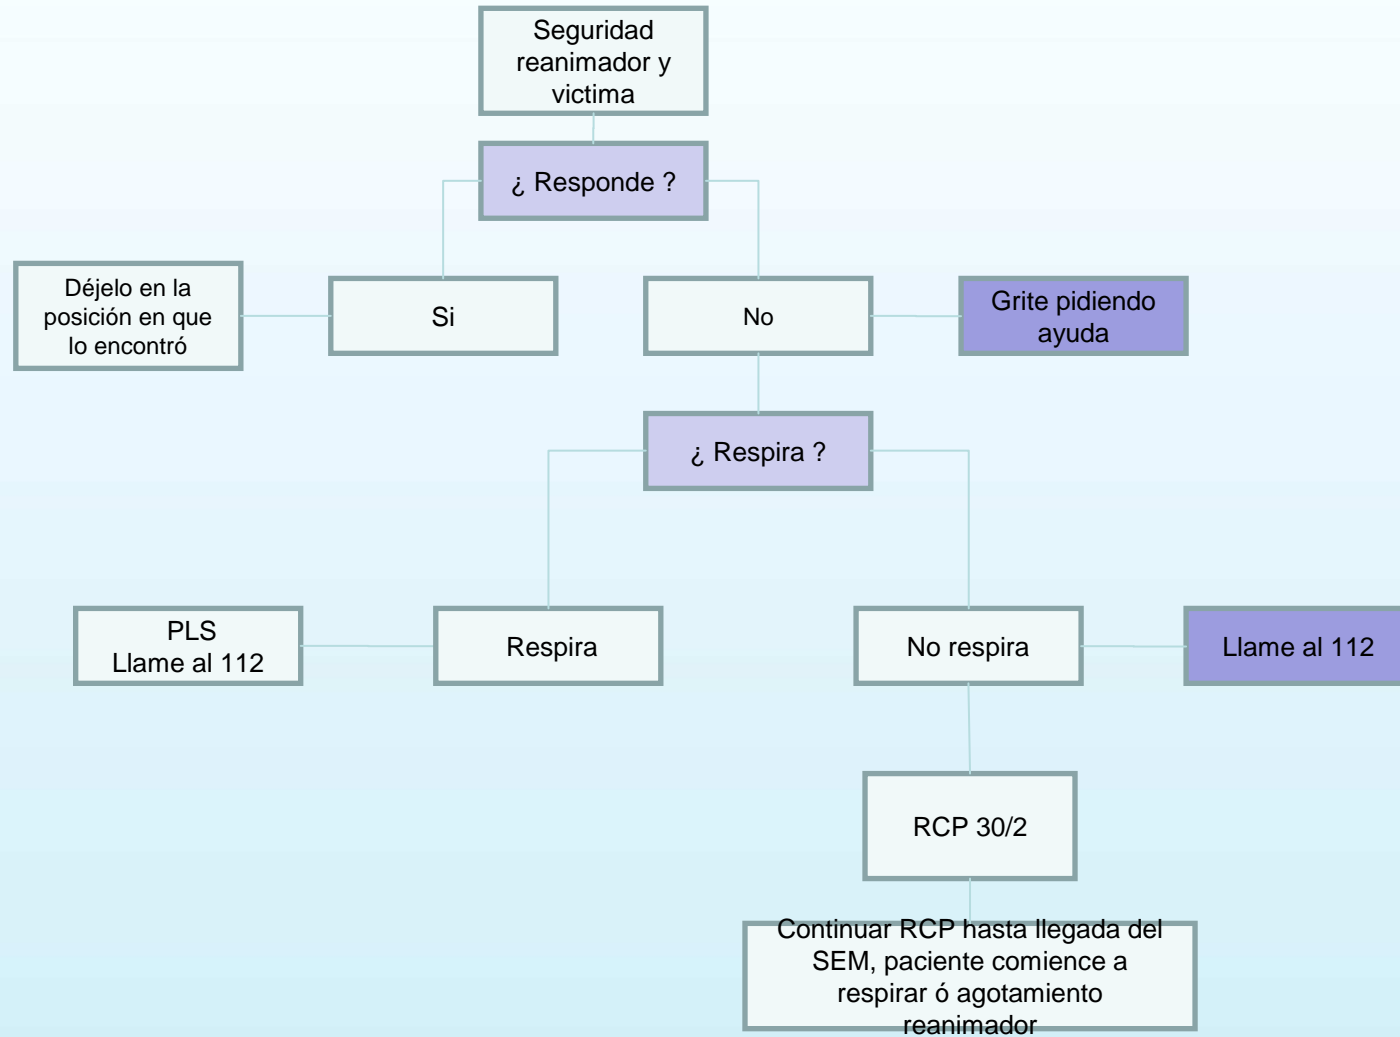 Seguridad
reanimador y
victima
¿ Responde ?
Déjelo en la
posición en que
lo encontró
Si
No
Grite pidiendo
ayuda
¿ Respira ?
PLS
Llame al 112
Respira
No respira
Llame al 112
RCP 30/2
Continuar RCP hasta llegada del
SEM, paciente comience a
respirar ó agotamiento
reanimador